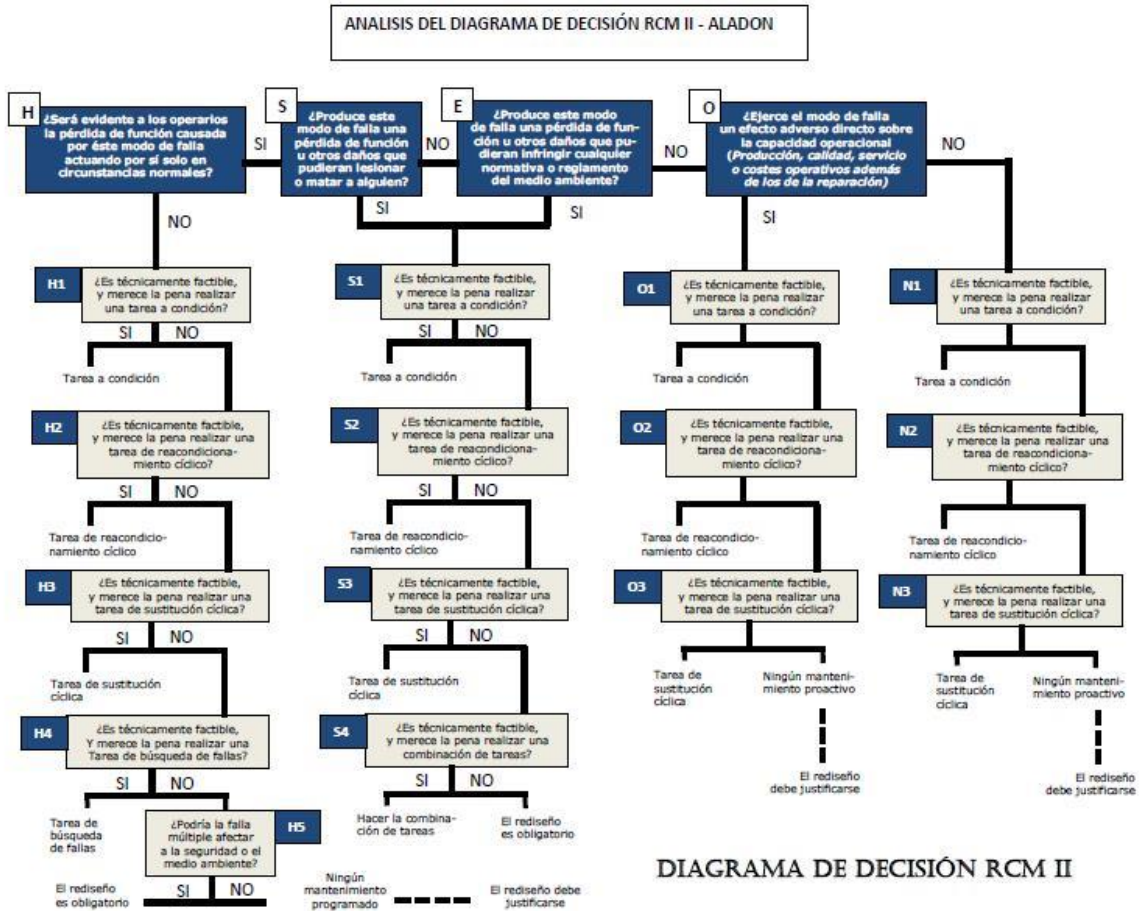 ANALISIS DEL DIAGRAMA DE DECISIÓN RCM II - ALADON
H
¿Será evidente a los operarios
la pérdida de función causada
por éste modo de falla
actuando por sí solo en
circunstancias normales?
SI
NO
S
¿Produce este
modo de falla una
pérdida de función
u otros daños que
pudieran lesionar
o matar a alguien?
NO
SI
E
¿Produce este modo
de falla una pérdida de fun-
ción u otros daños que pu-
dieran infringir cualquier
normativa o reglamento
del medio ambiente?
NO
SI
O
¿Ejerce el modo de falla
un efecto adverso directo sobre
la capacidad operacional
(Producción, calidad, servicio
o costes operativos además
de los de la reparación)
NO
SI
H1
¿Es técnicamente factible,
y merece la pena realizar
una tarea a condición?
SI NO
Tarea a condición
H2
¿Es técnicamente factible,
y merece la pena realizar una
tarea de reacondiciona-
miento cíclico?
SI NO
Tarea de reacondicio-
namiento cíclico
H3
¿Es técnicamente factible,
y merece la pena realizar una
tarea de sustitución cíclica?
SI NO
Tarea de sustitución
cíclica
H4
¿Es técnicamente factible,
Y merece la pena realizar una
Tarea de búsqueda de fallas?
SI NO
Tarea de
búsqueda
de fallas
H5
¿Podría la falla
múltiple afectar
a la seguridad o el
medio ambiente?
SI NO
El rediseño
es obligatorio
Ningún
mantenimiento
programado
El rediseño debe
justificarse
S1
¿Es técnicamente factible,
y merece la pena realizar
una tarea a condición?
SI NO
Tarea a condición
S2
¿Es técnicamente factible,
y merece la pena realizar una
tarea de reacondiciona-
miento cíclico?
SI NO
Tarea de reacondicio-
namiento cíclico
S3
¿Es técnicamente factible,
y merece la pena realizar una
tarea de sustitución cíclica?
SI NO
Tarea de sustitución
cíclica
S4
¿Es técnicamente factible,
y merece la pena realizar una
combinación de tareas?
SI NO
Hacer la combina-
ción de tareas
El rediseño
es obligatorio
O1
¿Es técnicamente factible,
y merece la pena realizar
una tarea a condición?
Tarea a condición
O2
¿Es técnicamente factible,
y merece la pena realizar una
tarea de reacondiciona-
miento cíclico?
Tarea de reacondicio-
namiento cíclico
O3
¿Es técnicamente factible,
y merece la pena realizar una
tarea de sustitución cíclica?
Tarea de
sustitución
cíclica
Ningún manteni-
miento proactivo
El rediseño
debe justificarse
N1
¿Es técnicamente factible,
y merece la pena realizar
una tarea a condición?
Tarea a condición
N2
¿Es técnicamente factible,
y merece la pena realizar una
tarea de reacondiciona-
miento cíclico?
Tarea de reacondicio-
namiento cíclico
N3
¿Es técnicamente factible,
y merece la pena realizar una
tarea de sustitución cíclica?
Tarea de
sustitución
cíclica
Ningún manteni-
miento proactivo
El rediseño
debe justificarse
DIAGRAMA DE DECISIÓN RCM II